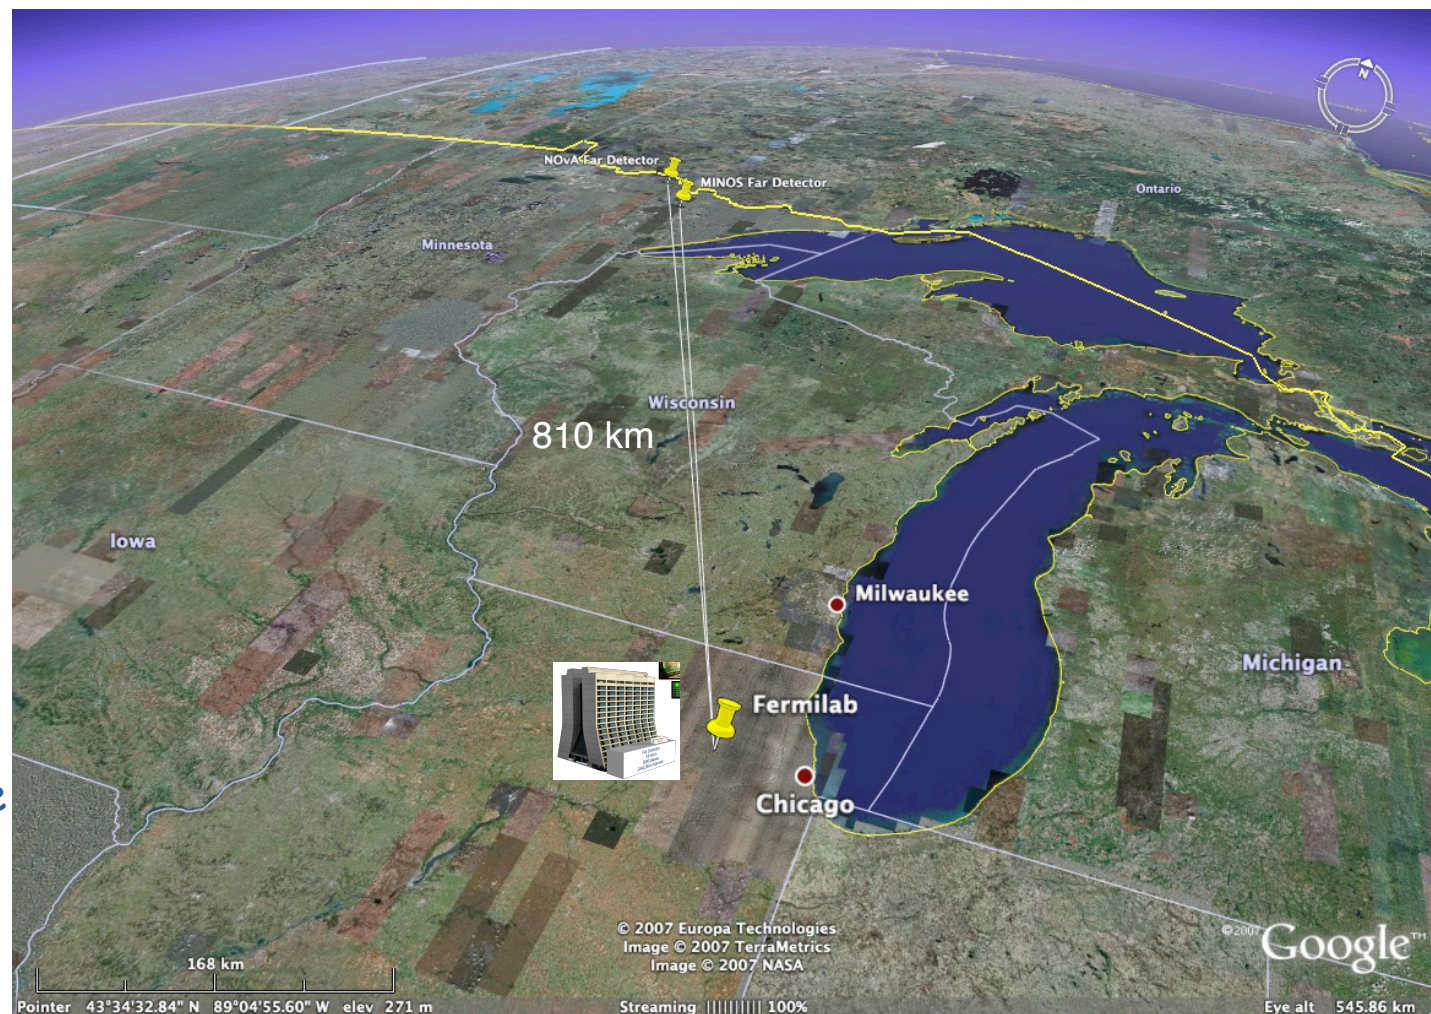 NOvA Far Detector
MINOS Far Detector
Ontario
Minnesota
Wisconsin
810 km
Iowa
Milwaukee
Michigan
Fermilab
Chicago
© 2007 Europa Technologies
Image © 2007 TerraMetrics
Image © 2007 NASA
© 2007
Google™
168 km
Pointer 43°34'32.84" N 89°04'55.60" W elev 271 m
Streaming ||||||||| 100%
Eye alt 545.86 km
N